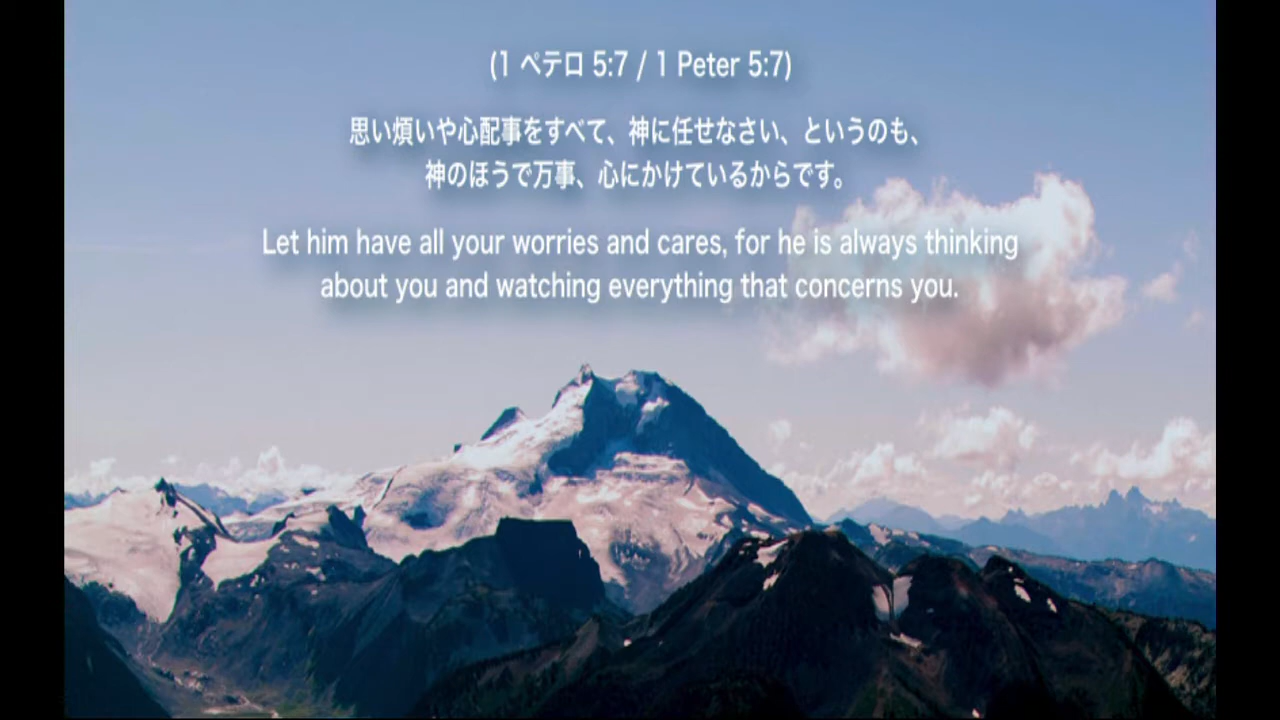 (1 ペテロ 5:7 / 1 Peter 5:7)
思い煩いや心配事をすべて、神に任せなさい、というのも、
神のほうで万事、心にかけているからです。
Let him have all your worries and cares, for he is always thinking
about you and watching everything that concerns you.